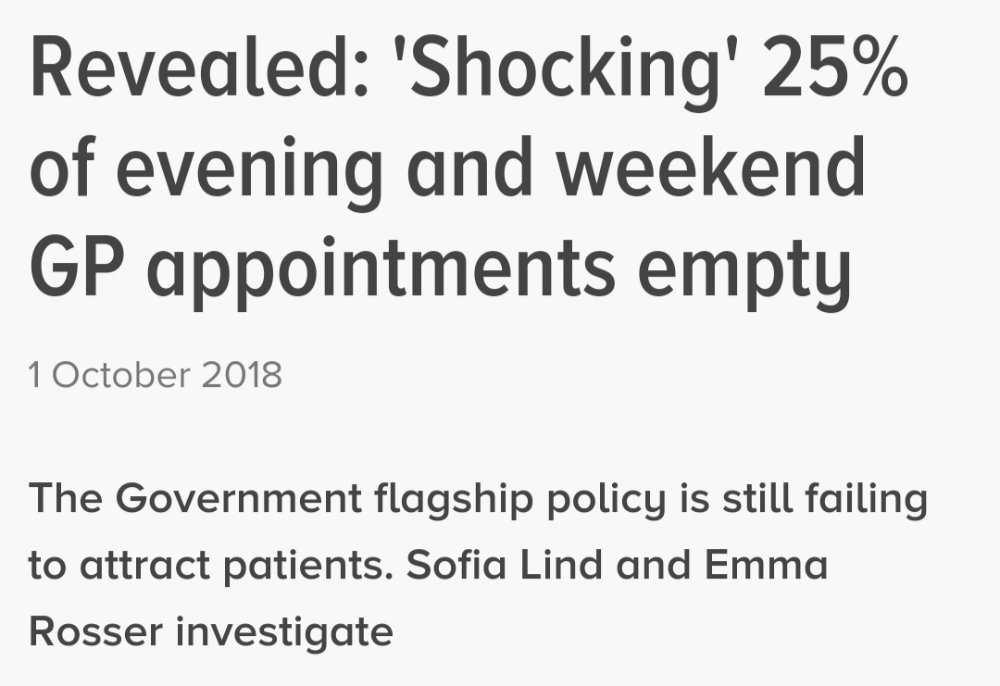 Revealed: 'Shocking' 25%
of evening and weekend
GP appointments empty
1 October 2018
The Government flagship policy is still failing
to attract patients. Sofia Lind and Emma
Rosser investigate